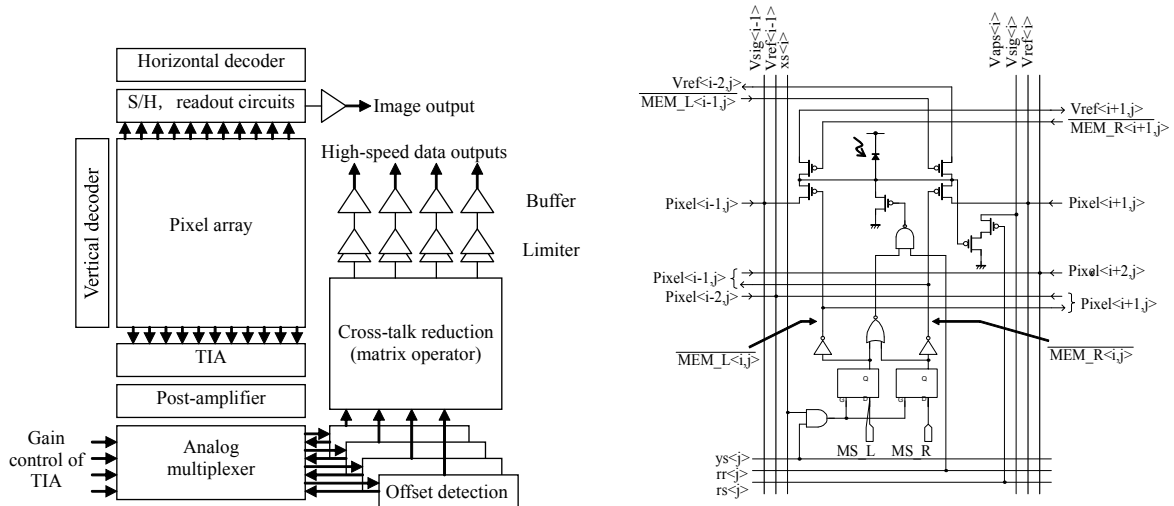 Horizontal decoder
S/H, readout circuits
Image output
Vertical decoder
Pixel array
High-speed data outputs
Buffer
Limiter
Cross-talk reduction
(matrix operator)
TIA
Post-amplifier
Gain
control of
TIA
Analog
multiplexer
Offset detection
Vsig<i-1>
Vref<i-1>
xs<i>
Vaps<i>
Vsig<i>
Vref<i>
Vref<i-2,j>
MEM_L<i-1,j>
Vref<i+1,j>
MEM_R<i+1,j>
Pixel<i-1,j>
Pixel<i+1,j>
Pixel<i-1,j>
Pixel<i+2,j>
Pixel<i-2,j>
Pixel<i+1,j>
MEM_L<i,j>
MEM_R<i,j>
Q
Q
G
D
G
D
MS_L
MS_R
ys<j>
rr<j>
rs<j>